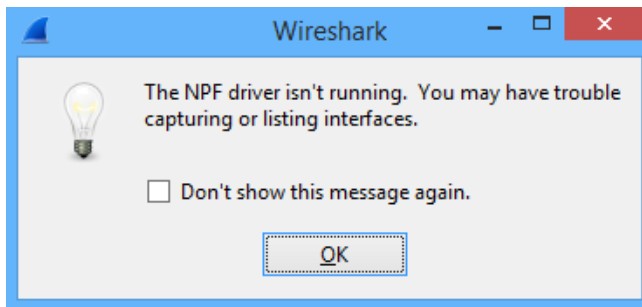 Wireshark
The NPF driver isn't running.  You may have trouble
capturing or listing interfaces.
Don't show this message again.
OK